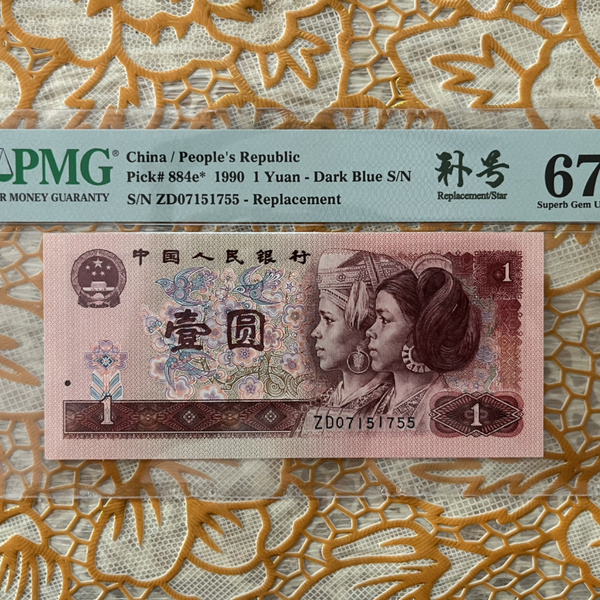 PMG®
China / People's Republic
Pick# 884e* 1990 1 Yuan - Dark Blue S/N
S/N ZD07151755 - Replacement
补号
Replacement/Star
67
Superb Gem U
R MONEY GUARANTY
中国人民银行
1
壹圆
1
1
ZD07151755